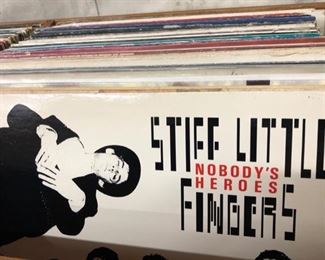 STIFF LITTLE
NOBODY'S
HEROES
FINGERS